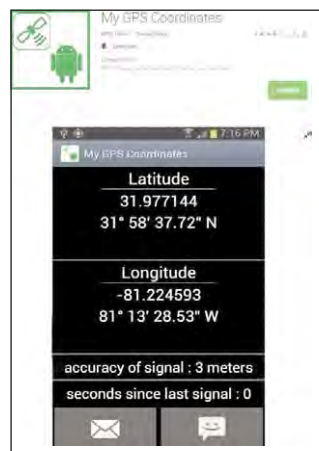 My GPS Coordinates
7:16 PM
My GPS Coordinates
Latitude
31.977144
31° 58' 37.72" N
Longitude
-81.224593
81° 13' 28.53" W
accuracy of signal : 3 meters
seconds since last signal : 0